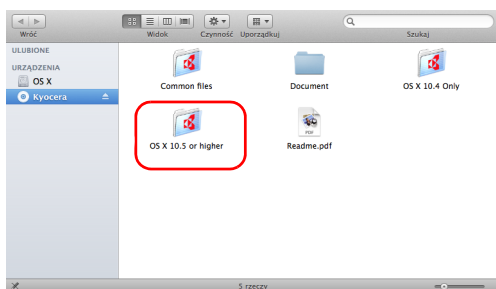 Wróć
Widok
Czynność
Uporządkuj
Szukaj
ULUBIONE
URZĄDZENIA
OS X
Kyocera
Common files
Document
OS X 10.4 Only
OS X 10.5 or higher
PDF
Readme.pdf
5 rzeczy